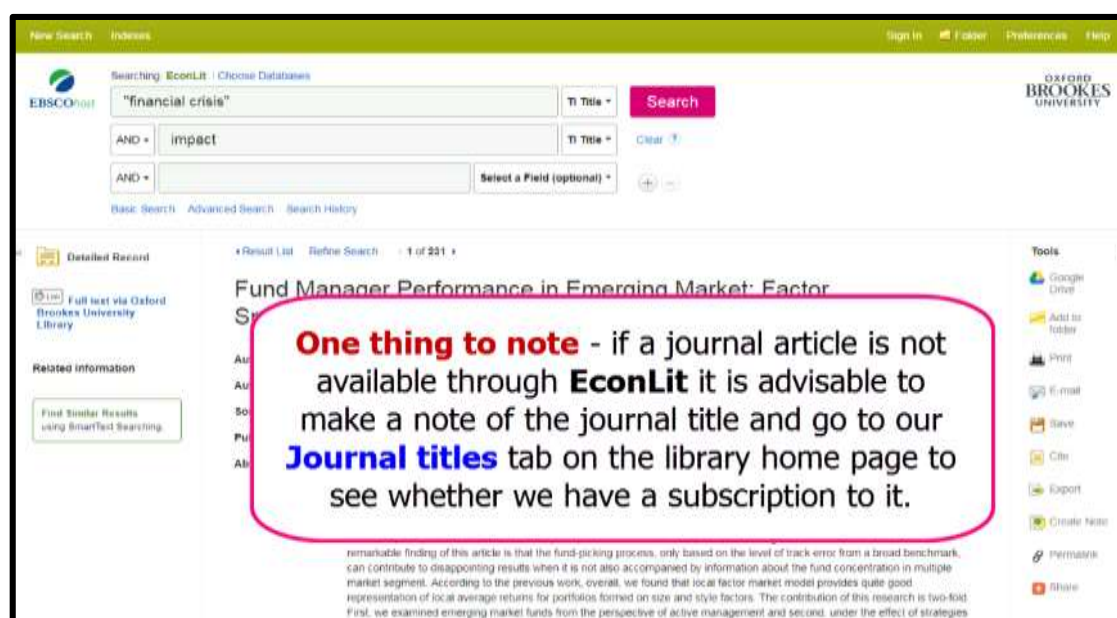 New Search Indexes Sign In Folder Preferences Help
Searching: EconLit | Choose Databases
EBSCOhost
"financial crisis" TI Title Search
OXFORD
BROOKES
UNIVERSITY
AND impact TI Title Clear ?
AND Select a Field (optional)
Basic Search Advanced Search Search History
Detailed Record
Full text via Oxford
Brookes University
Library
Related Information
Find Similar Results
using SmartText Searching.
Result List Refine Search 1 of 231
Fund Manager Performance in Emerging Market: Factor
One thing to note - if a journal article is not
available through EconLit it is advisable to
make a note of the journal title and go to our
Journal titles tab on the library home page to
see whether we have a subscription to it.
remarkable finding of this article is that the fund-picking process, only based on the level of track error from a broad benchmark,
can contribute to disappointing results when it is not also accompanied by information about the fund concentration in multiple
market segment. According to the previous work, overall, we found that local factor market model provides quite good
representation of local average returns for portfolios formed on size and style factors. The contribution of this research is two-fold.
First, we examined emerging market funds from the perspective of active management and second, under the effect of strategies
Tools
Google
Drive
Add to
folder
Print
E-mail
Save
Cite
Export
Create Note
Permalink
Share